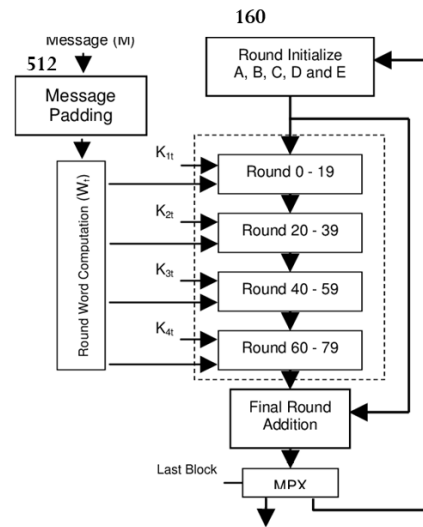 160
Message (M)
512
Round Initialize
A, B, C, D and E
Message
Padding
Round Word Computation (Wt)
K1t
Round 0 - 19
K2t
Round 20 - 39
K3t
Round 40 - 59
K4t
Round 60 - 79
Final Round
Addition
Last Block
MPX